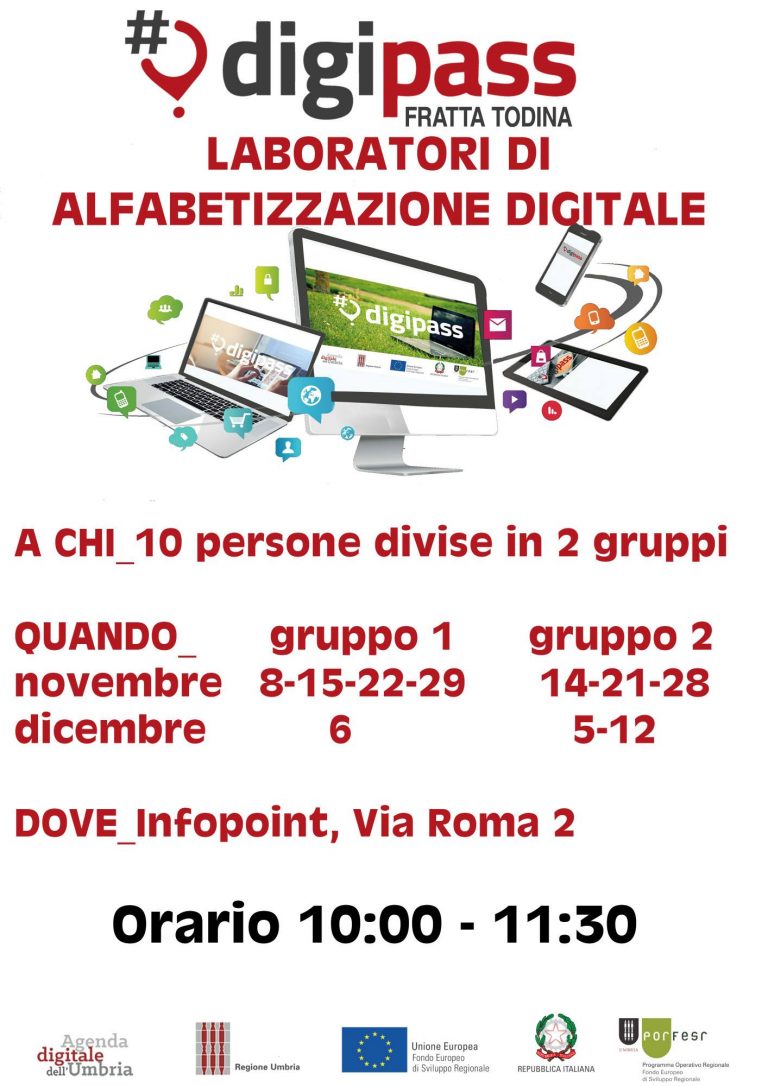 #digipass
FRATTA TODINA
LABORATORI DI
ALFABETIZZAZIONE DIGITALE
digipass
#digipass
#digipass
pass
A CHI_10 persone divise in 2 gruppi
QUANDO_ gruppo 1 gruppo 2
novembre 8-15-22-29 14-21-28
dicembre 6 5-12
DOVE_Infopoint, Via Roma 2
Orario 10:00 - 11:30
Agenda
digitale
dell'Umbria
Regione Umbria
Unione Europea
Fondo Europeo
di Sviluppo Regionale
REPUBBLICA ITALIANA
UMBRIA
PORFesr
Programma Operativo Regionale
Fondo Europeo
di Sviluppo Regionale